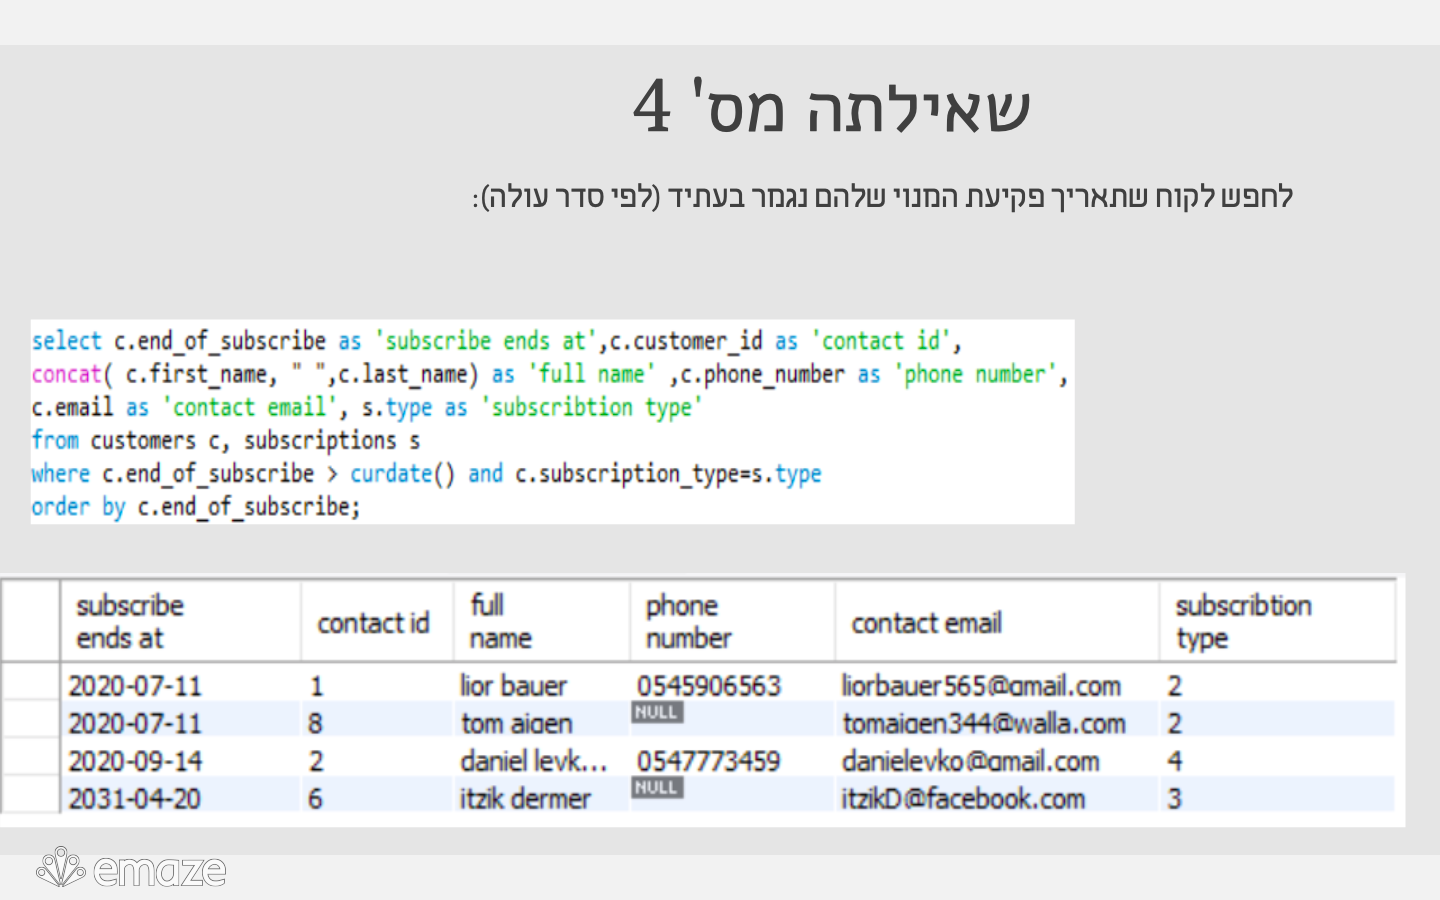 שאילתה מס' 4
לחפש לקוח שתאריך פקיעת המנוי שלהם נגמר בעתיד (לפי סדר עולה):
select c.end_of_subscribe as 'subscribe ends at',c.customer_id as 'contact id',
concat( c.first_name, " ",c.last_name) as 'full name' ,c.phone_number as 'phone number',
c.email as 'contact email', s.type as 'subscribtion type'
from customers c, subscriptions s
where c.end_of_subscribe > curdate() and c.subscription_type=s.type
order by c.end_of_subscribe;
subscribe ends at contact id full name phone number contact email subscribtion type
2020-07-11 1 lior bauer 0545906563 liorbauer565@gmail.com 2
2020-07-11 8 tom aigen NULL tomaigen344@walla.com 2
2020-09-14 2 daniel levk... 0547773459 danielevko@gmail.com 4
2031-04-20 6 itzik dermer NULL itzikD@facebook.com 3
emaze